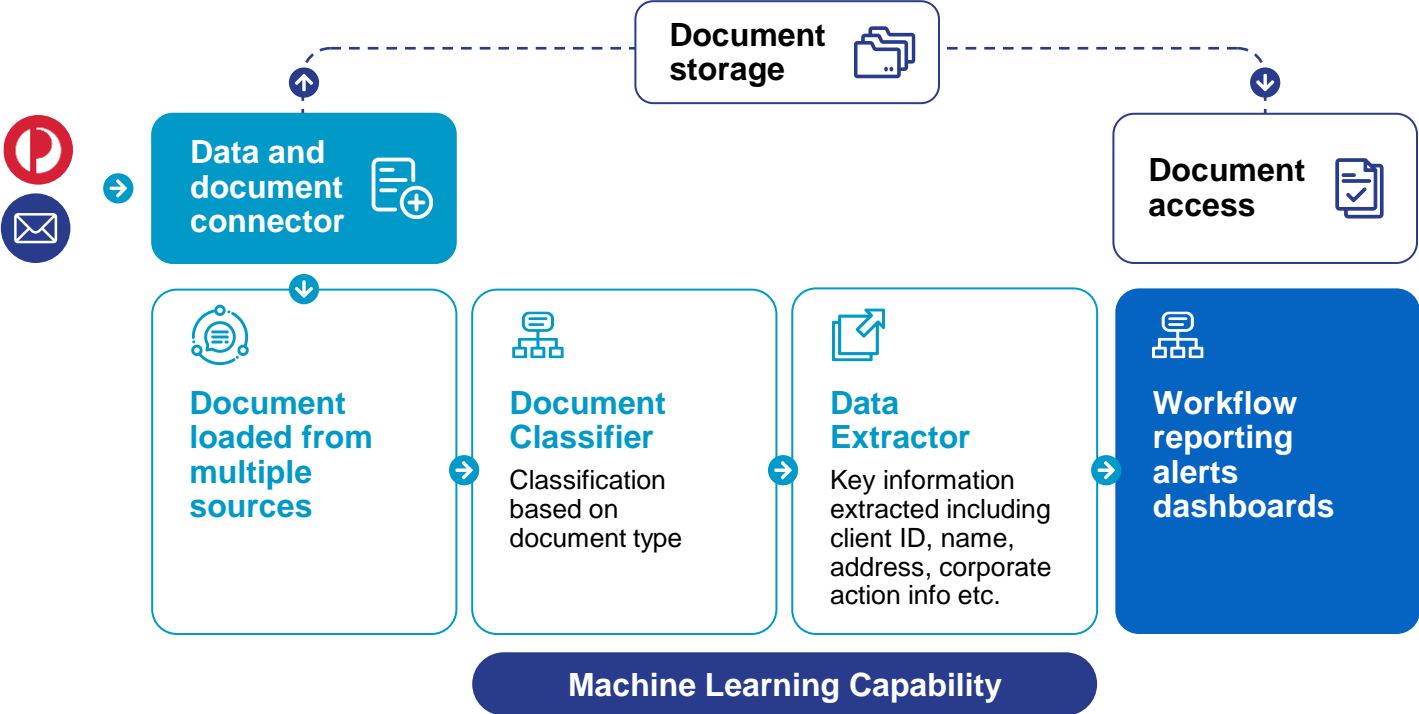 Document
storage
Data and
document
connector
Document
access
Document
loaded from
multiple
sources
Document
Classifier
Classification
based on
document type
Data
Extractor
Key information
extracted including
client ID, name,
address, corporate
action info etc.
Workflow
reporting
alerts
dashboards
Machine Learning Capability